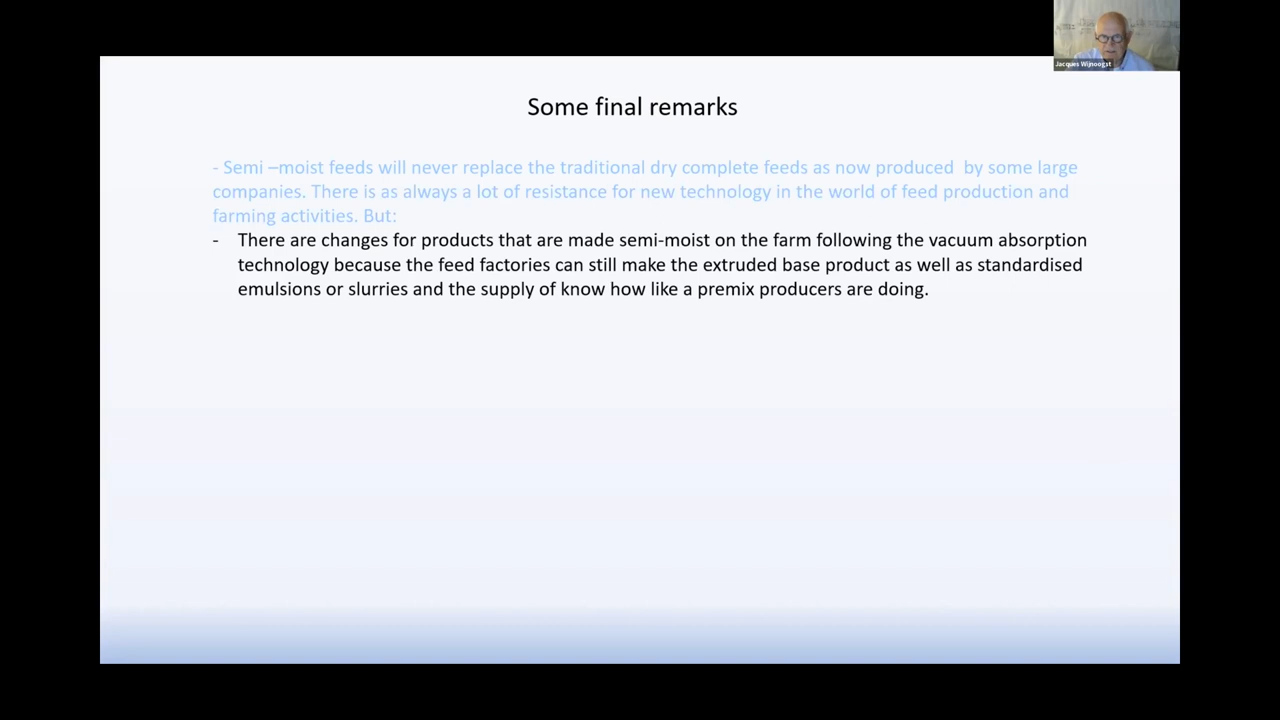 Jacques Wijnoogst
Some final remarks
- Semi –moist feeds will never replace the traditional dry complete feeds as now produced  by some large
companies. There is as always a lot of resistance for new technology in the world of feed production and
farming activities. But:
- There are changes for products that are made semi-moist on the farm following the vacuum absorption
technology because the feed factories can still make the extruded base product as well as standardised
emulsions or slurries and the supply of know how like a premix producers are doing.